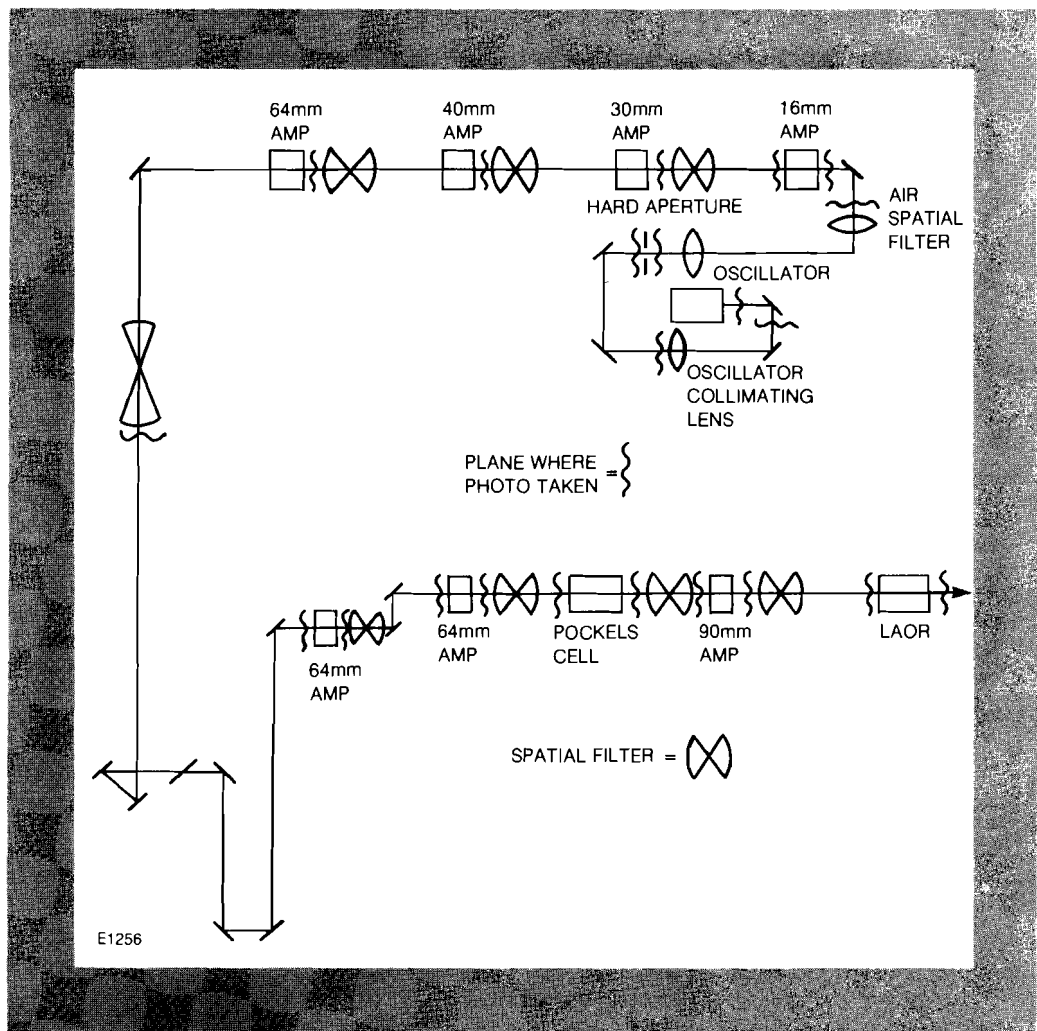 64mm
AMP
40mm
AMP
30mm
AMP
16mm
AMP
HARD APERTURE
AIR
SPATIAL
FILTER
OSCILLATOR
OSCILLATOR
COLLIMATING
LENS
PLANE WHERE
PHOTO TAKEN =
64mm
AMP
64mm
AMP
POCKELS
CELL
90mm
AMP
LAOR
SPATIAL FILTER =
E1256